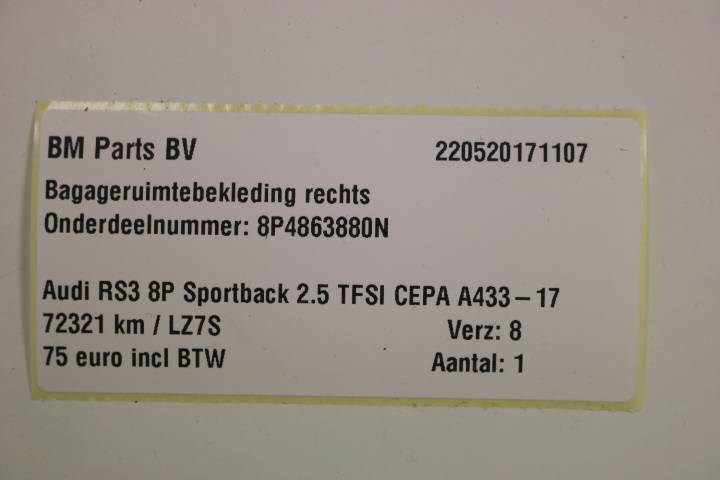 BM Parts BV 220520171107
Bagageruimtebekleding rechts
Onderdeelnummer: 8P4863880N
Audi RS3 8P Sportback 2.5 TFSI CEPA A433-17
72321 km / LZ7S Verz: 8
75 euro incl BTW Aantal: 1